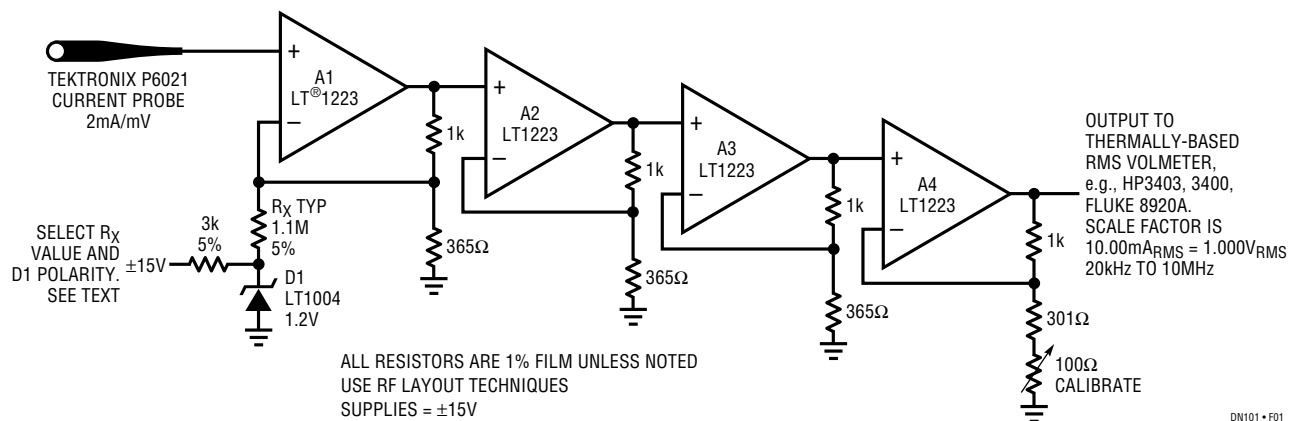 TEKTRONIX P6021
CURRENT PROBE
2mA/mV
+
A1
LT®1223
–
1k
365Ω
RX TYP
1.1M
5%
3k
5%
SELECT RX
VALUE AND
D1 POLARITY.
SEE TEXT
±15V
D1
LT1004
1.2V
+
A2
LT1223
–
1k
365Ω
+
A3
LT1223
–
1k
365Ω
+
A4
LT1223
–
1k
301Ω
100Ω
CALIBRATE
OUTPUT TO
THERMALLY-BASED
RMS VOLMETER,
e.g., HP3403, 3400,
FLUKE 8920A.
SCALE FACTOR IS
10.00mARMS = 1.000VRMS
20kHz TO 10MHz
ALL RESISTORS ARE 1% FILM UNLESS NOTED
USE RF LAYOUT TECHNIQUES
SUPPLIES = ±15V
DN101 • F01